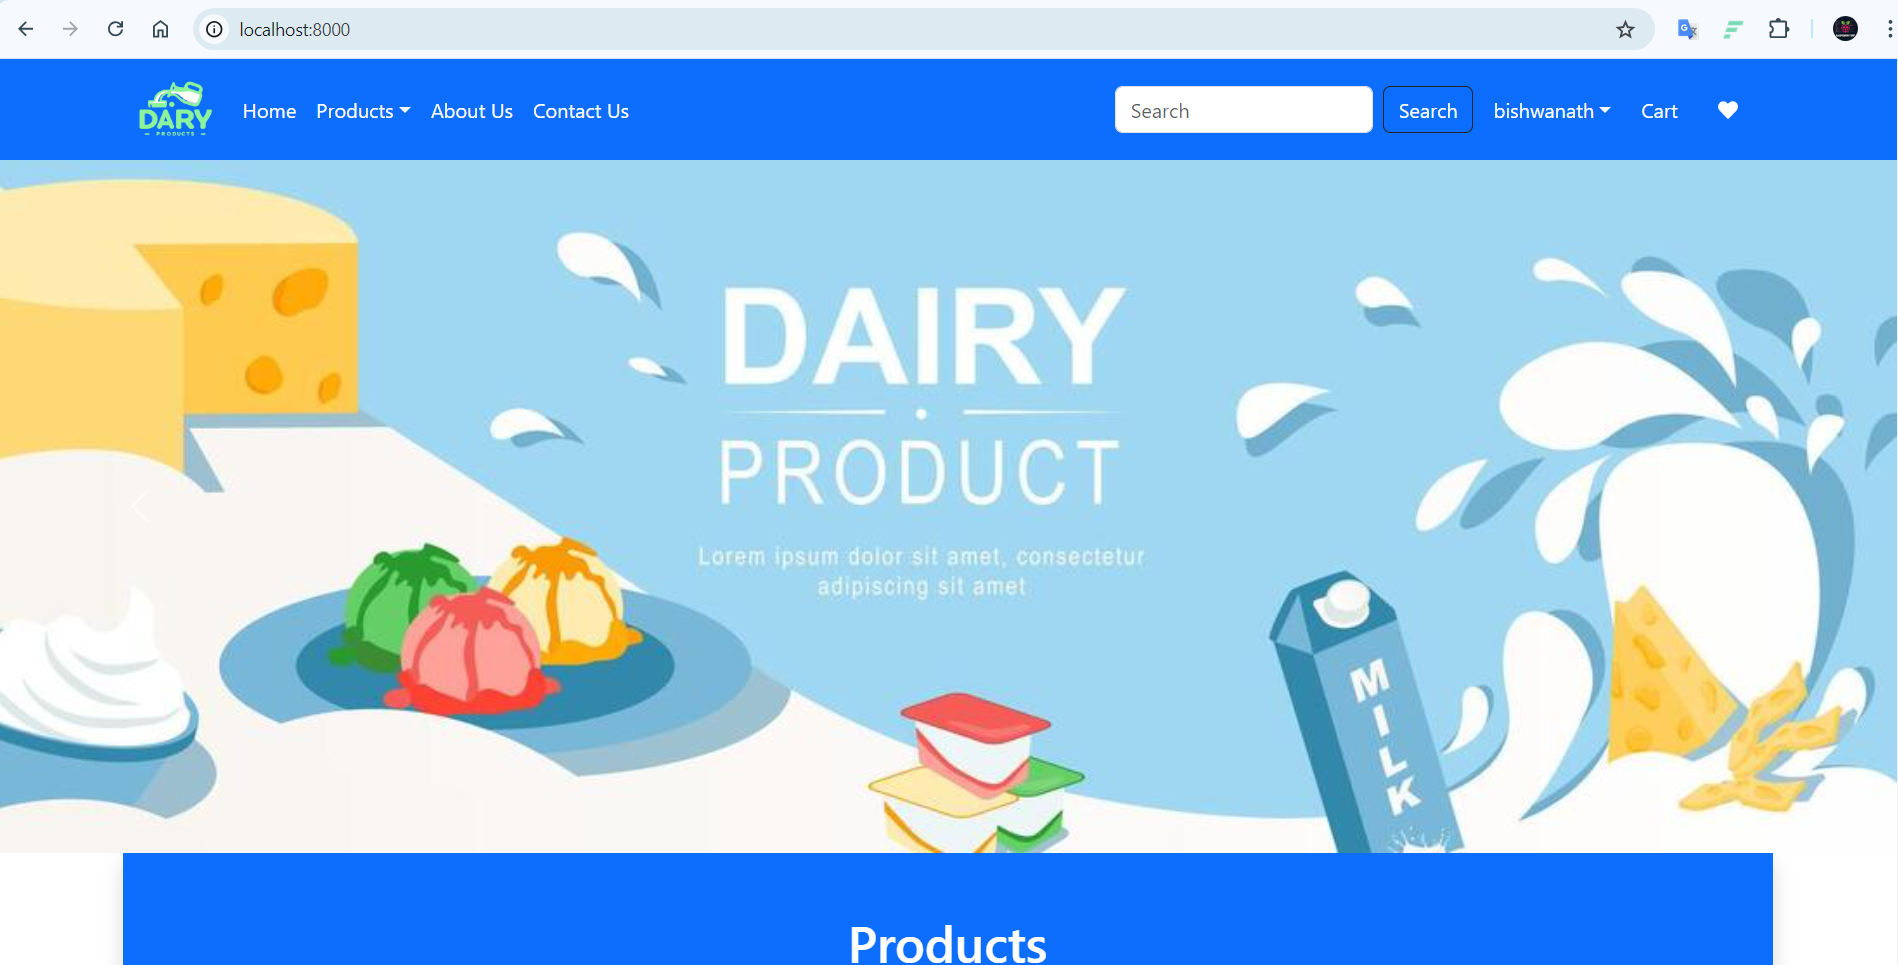 localhost:8000
DARY
PRODUCTS
Home Products About Us Contact Us Search Search bishwanath Cart
DAIRY
PRODUCT
Lorem ipsum dolor sit amet, consectetur
adipiscing sit amet
MILK
Products